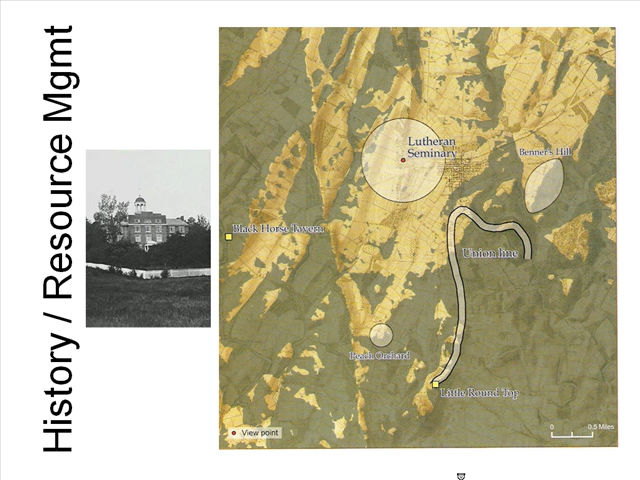 History / Resource Mgmt
Lutheran
Seminary
Benner's Hill
Black Horse Tavern
Union line
Peach Orchard
Little Round Top
View point
0 0.5 Miles